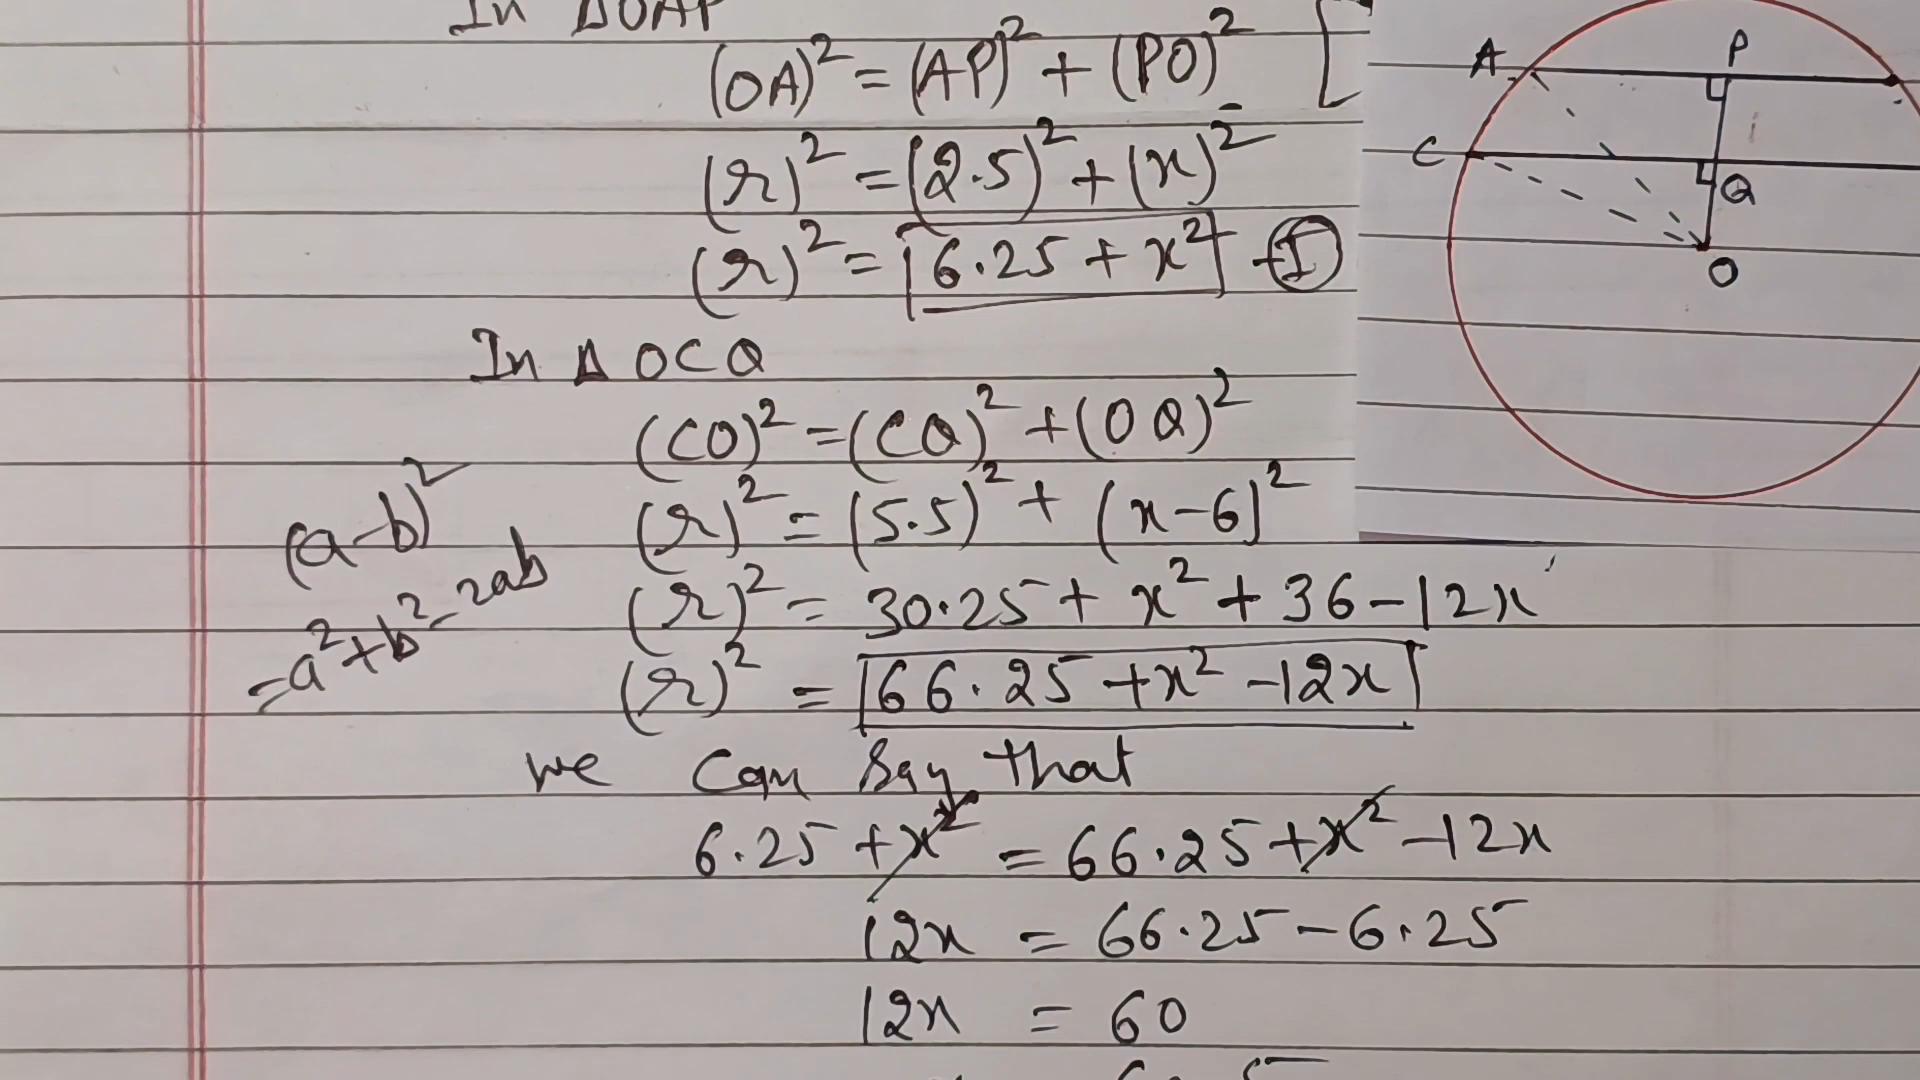 In ΔOAP
(OA)² = (AP)² + (PO)² [
(r)² = (2.5)² + (x)²
(r)² = 6.25 + x² - I
In Δ OCQ
(CO)² = (CQ)² + (OQ)²
(r)² = (5.5)² + (x-6)²
(r)² = 30.25 + x² + 36 - 12x
(r)² = 66.25 + x² - 12x
(a-b)²
= a² + b² - 2ab
we can say that
6.25 + x² = 66.25 + x² - 12x
12x = 66.25 - 6.25
12x = 60
A
P
C
Q
O